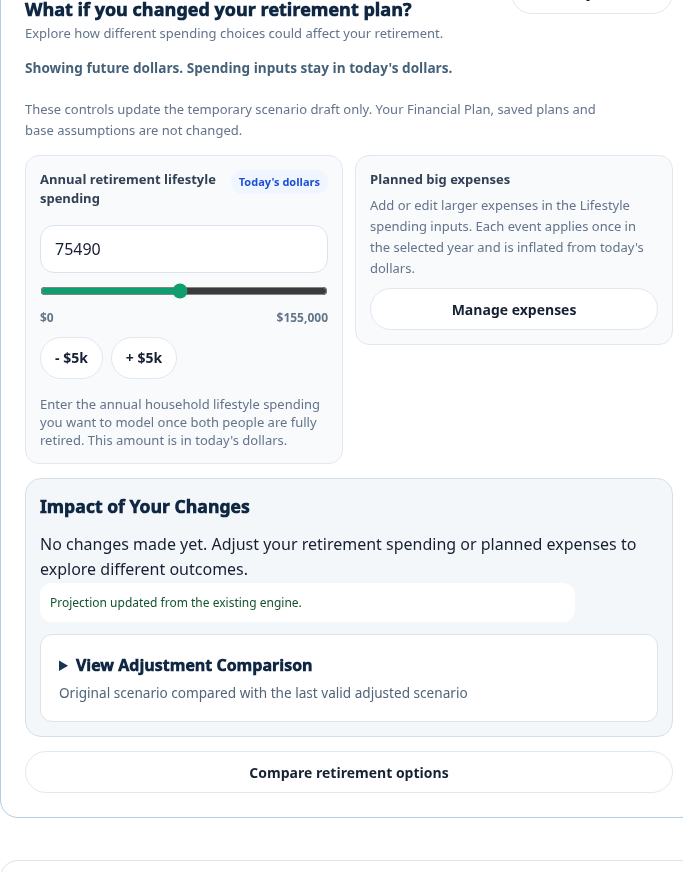 What if you changed your retirement plan?
Explore how different spending choices could affect your retirement.
Showing future dollars. Spending inputs stay in today's dollars.
These controls update the temporary scenario draft only. Your Financial Plan, saved plans and
base assumptions are not changed.
Annual retirement lifestyle
spending
Today's dollars
75490
$0
$155,000
- $5k
+ $5k
Enter the annual household lifestyle spending
you want to model once both people are fully
retired. This amount is in today's dollars.
Planned big expenses
Add or edit larger expenses in the Lifestyle
spending inputs. Each event applies once in
the selected year and is inflated from today's
dollars.
Manage expenses
Impact of Your Changes
No changes made yet. Adjust your retirement spending or planned expenses to
explore different outcomes.
Projection updated from the existing engine.
View Adjustment Comparison
Original scenario compared with the last valid adjusted scenario
Compare retirement options